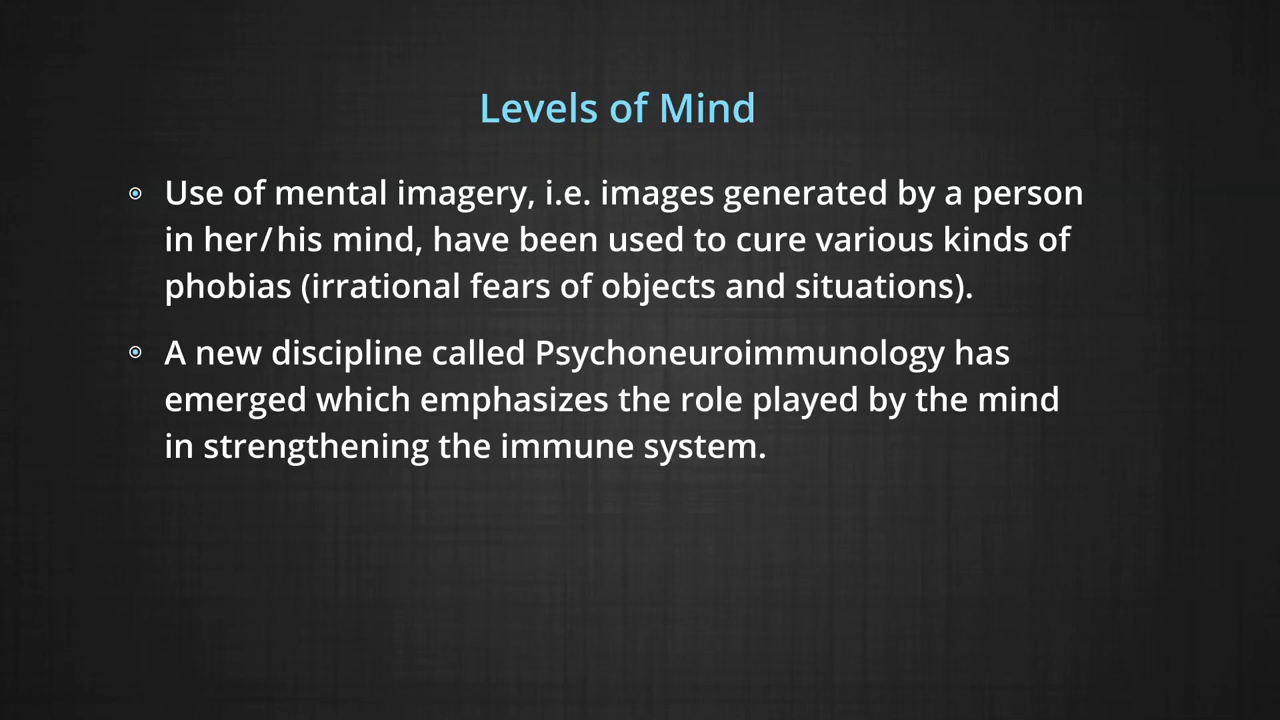 Levels of Mind
Use of mental imagery, i.e. images generated by a person
in her/his mind, have been used to cure various kinds of
phobias (irrational fears of objects and situations).
A new discipline called Psychoneuroimmunology has
emerged which emphasizes the role played by the mind
in strengthening the immune system.